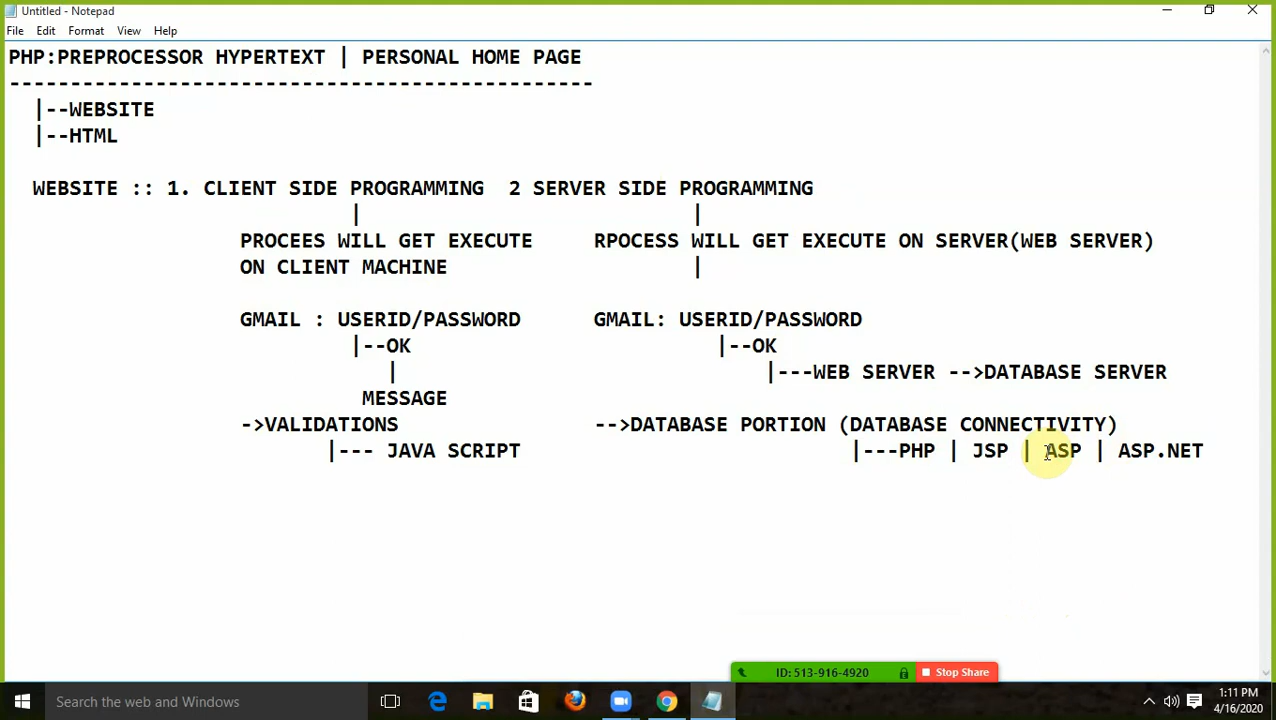 Untitled - Notepad
File Edit Format View Help
PHP:PREPROCESSOR HYPERTEXT | PERSONAL HOME PAGE
------------------------------------------------
|--WEBSITE
|--HTML
WEBSITE :: 1. CLIENT SIDE PROGRAMMING 2 SERVER SIDE PROGRAMMING
| |
PROCEES WILL GET EXECUTE RPOCESS WILL GET EXECUTE ON SERVER(WEB SERVER)
ON CLIENT MACHINE |
GMAIL : USERID/PASSWORD GMAIL: USERID/PASSWORD
|--OK |--OK
| |---WEB SERVER -->DATABASE SERVER
MESSAGE
->VALIDATIONS -->DATABASE PORTION (DATABASE CONNECTIVITY)
|--- JAVA SCRIPT |---PHP | JSP | ASP | ASP.NET
ID: 513-916-4920 Stop Share
Search the web and Windows
1:11 PM
4/16/2020